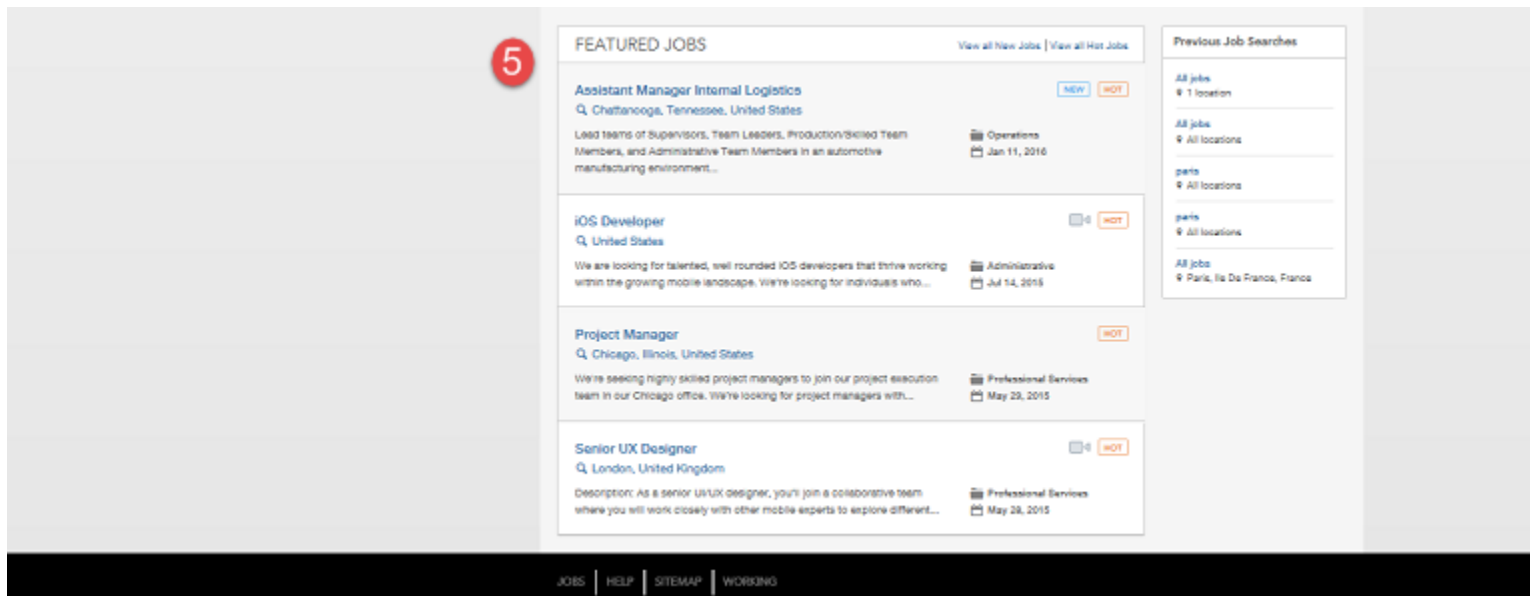 5
FEATURED JOBS
View all New Jobs | View all Hot Jobs
Assistant Manager Internal Logistics
NEW HOT
Chattanooga, Tennessee, United States
Lead teams of Supervisors, Team Leaders, Production/Skilled Team
Members, and Administrative Team Members in an automotive
manufacturing environment...
Operations
Jan 11, 2016
iOS Developer
HOT
United States
We are looking for talented, well rounded iOS developers that thrive working
within the growing mobile landscape. We're looking for individuals who...
Administrative
Jul 14, 2015
Project Manager
HOT
Chicago, Illinois, United States
We're seeking highly skilled project managers to join our project execution
team in our Chicago office. We're looking for project managers with...
Professional Services
May 29, 2015
Senior UX Designer
HOT
London, United Kingdom
Description: As a senior UI/UX designer, you'll join a collaborative team
where you will work closely with other mobile experts to explore different...
Professional Services
May 28, 2015
Previous Job Searches
All jobs
1 location
All jobs
All locations
paris
All locations
paris
All locations
All jobs
Paris, Ile De France, France
JOBS | HELP | SITEMAP | WORKING